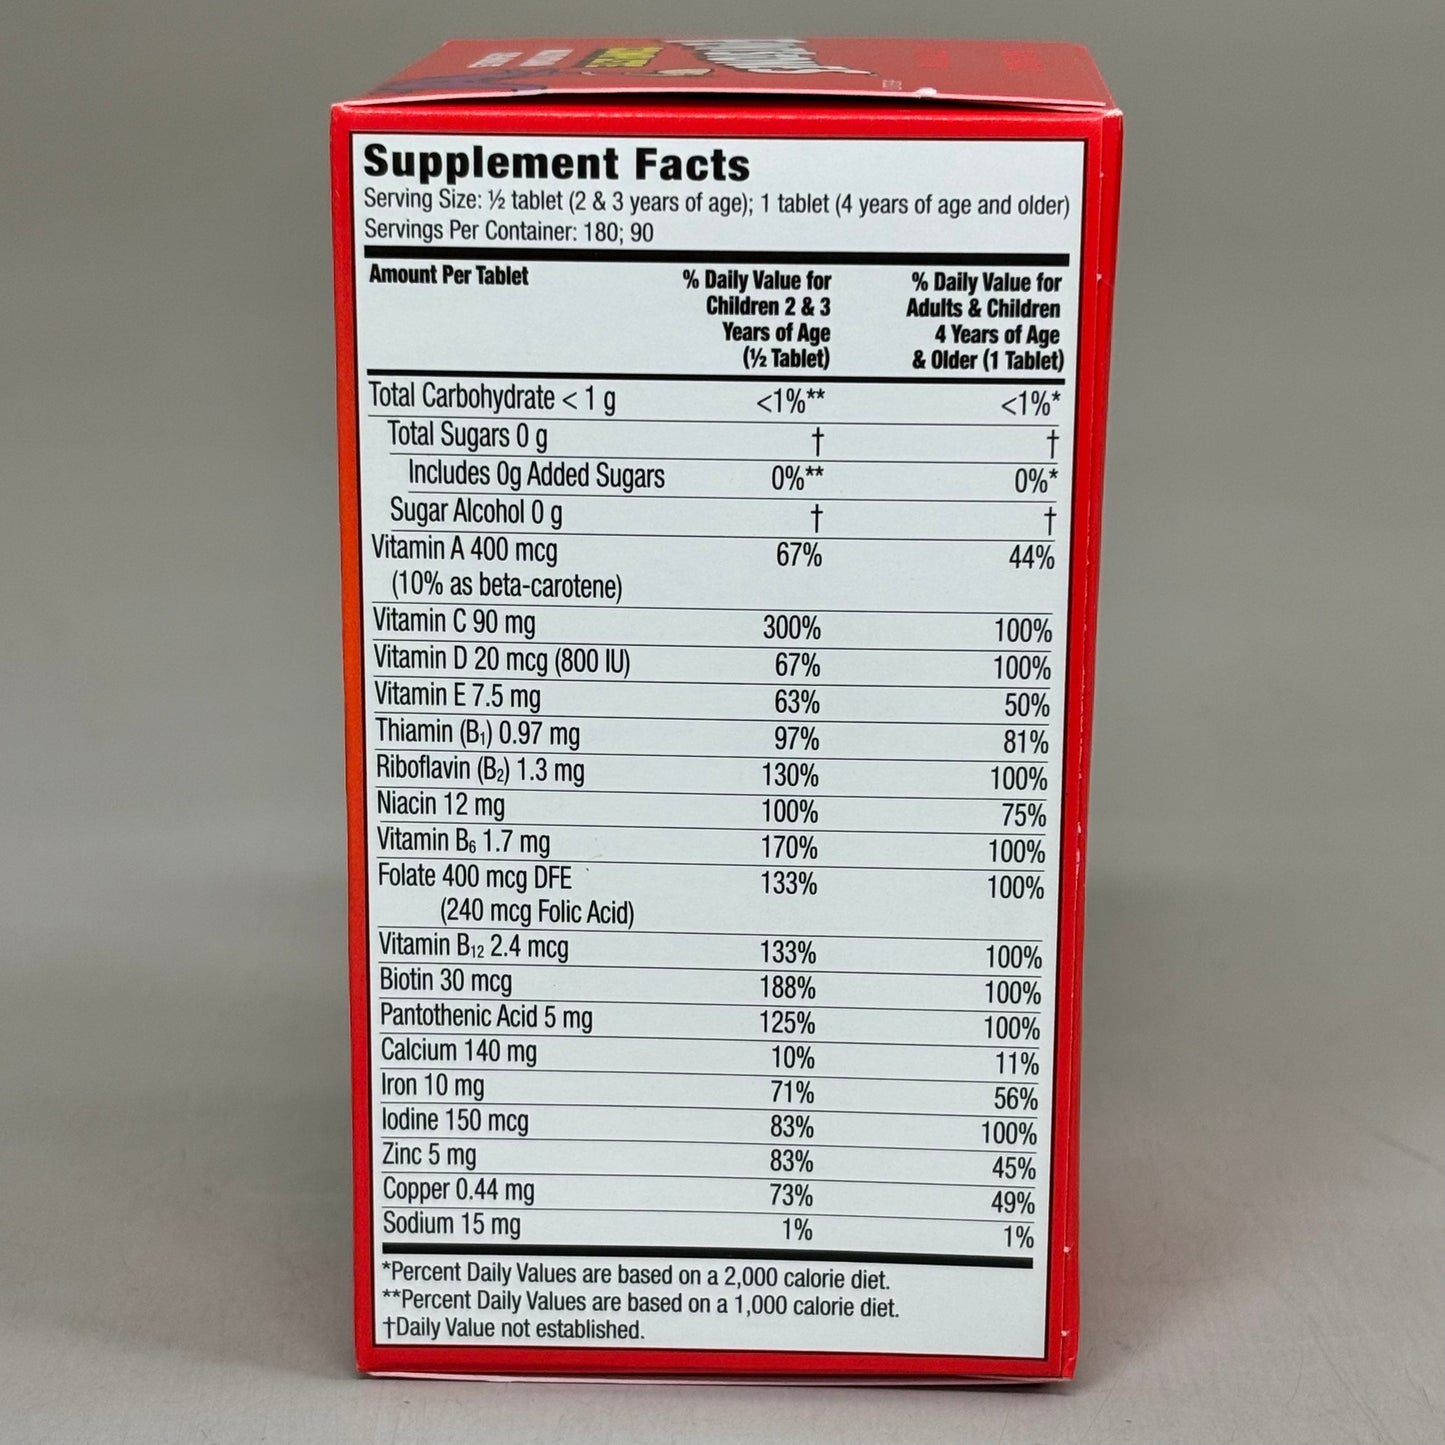 Supplement Facts
Serving Size: ½ tablet (2 & 3 years of age); 1 tablet (4 years of age and older)
Servings Per Container: 180; 90
Amount Per Tablet
% Daily Value for
Children 2 & 3
Years of Age
(½ Tablet)
% Daily Value for
Adults & Children
4 Years of Age
& Older (1 Tablet)
Total Carbohydrate < 1 g <1%** <1%*
Total Sugars 0 g † †
Includes 0g Added Sugars 0%** 0%*
Sugar Alcohol 0 g † †
Vitamin A 400 mcg 67% 44%
(10% as beta-carotene)
Vitamin C 90 mg 300% 100%
Vitamin D 20 mcg (800 IU) 67% 100%
Vitamin E 7.5 mg 63% 50%
Thiamin (B₁) 0.97 mg 97% 81%
Riboflavin (B₂) 1.3 mg 130% 100%
Niacin 12 mg 100% 75%
Vitamin B₆ 1.7 mg 170% 100%
Folate 400 mcg DFE 133% 100%
(240 mcg Folic Acid)
Vitamin B₁₂ 2.4 mcg 133% 100%
Biotin 30 mcg 188% 100%
Pantothenic Acid 5 mg 125% 100%
Calcium 140 mg 10% 11%
Iron 10 mg 71% 56%
Iodine 150 mcg 83% 100%
Zinc 5 mg 83% 45%
Copper 0.44 mg 73% 49%
Sodium 15 mg 1% 1%
*Percent Daily Values are based on a 2,000 calorie diet.
**Percent Daily Values are based on a 1,000 calorie diet.
†Daily Value not established.